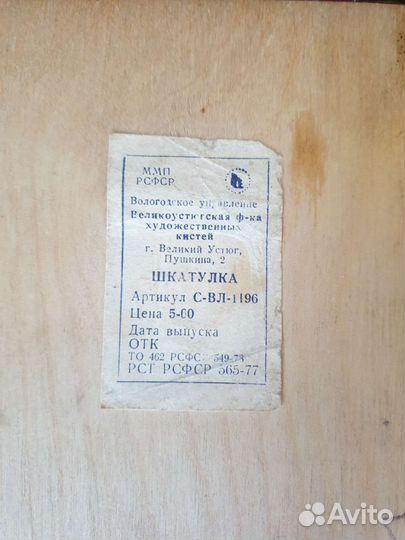 ММП
РСФСР
Вологодское управление
Великоустюгская ф-ка
художественных
кистей
г. Великий Устюг,
Пушкина, 2
ШКАТУЛКА
Артикул С-ВЛ-1196
Цена 5-00
Дата выпуска
ОТК
ТО 462 РСФС 549-78
РСТ РСФСР 565-77
Avito